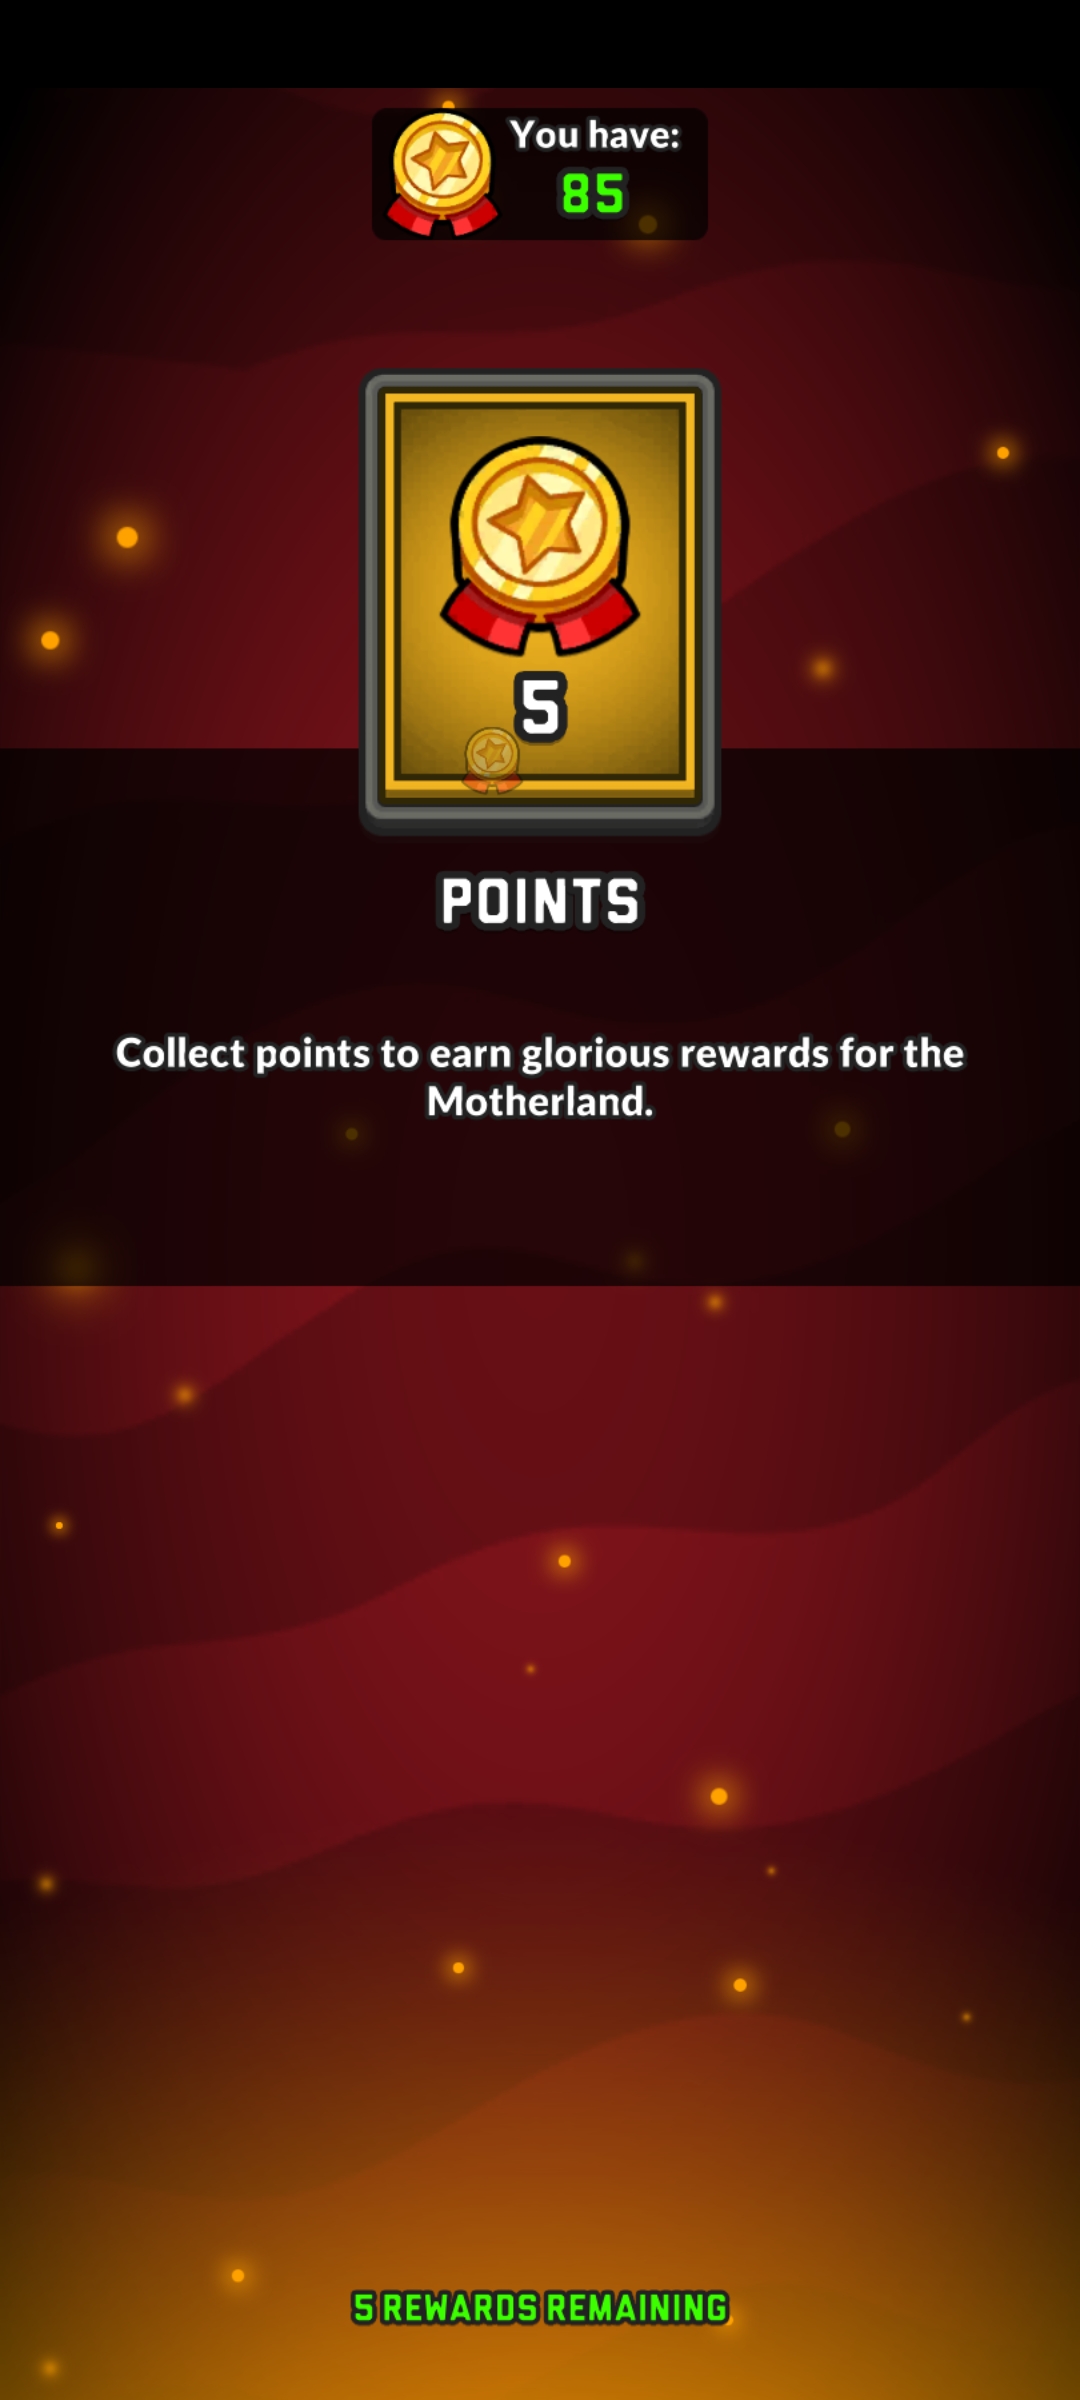 You have:
85
5
POINTS
Collect points to earn glorious rewards for the
Motherland.
5 REWARDS REMAINING